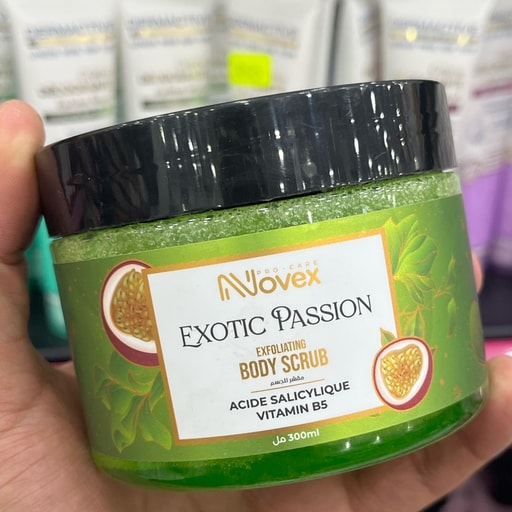 PRO-CARE
Novex
EXOTIC PASSION
EXFOLIATING
BODY SCRUB
مقشر للجسم
ACIDE SALICYLIQUE
VITAMIN B5
300ml مل